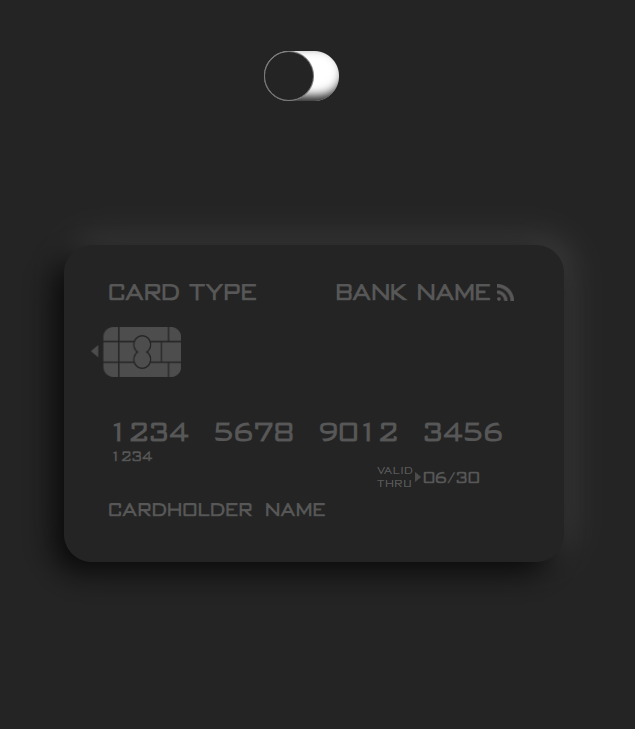 CARD TYPE BANK NAME
1234 5678 9012 3456
1234
VALID THRU 06/30
CARDHOLDER NAME